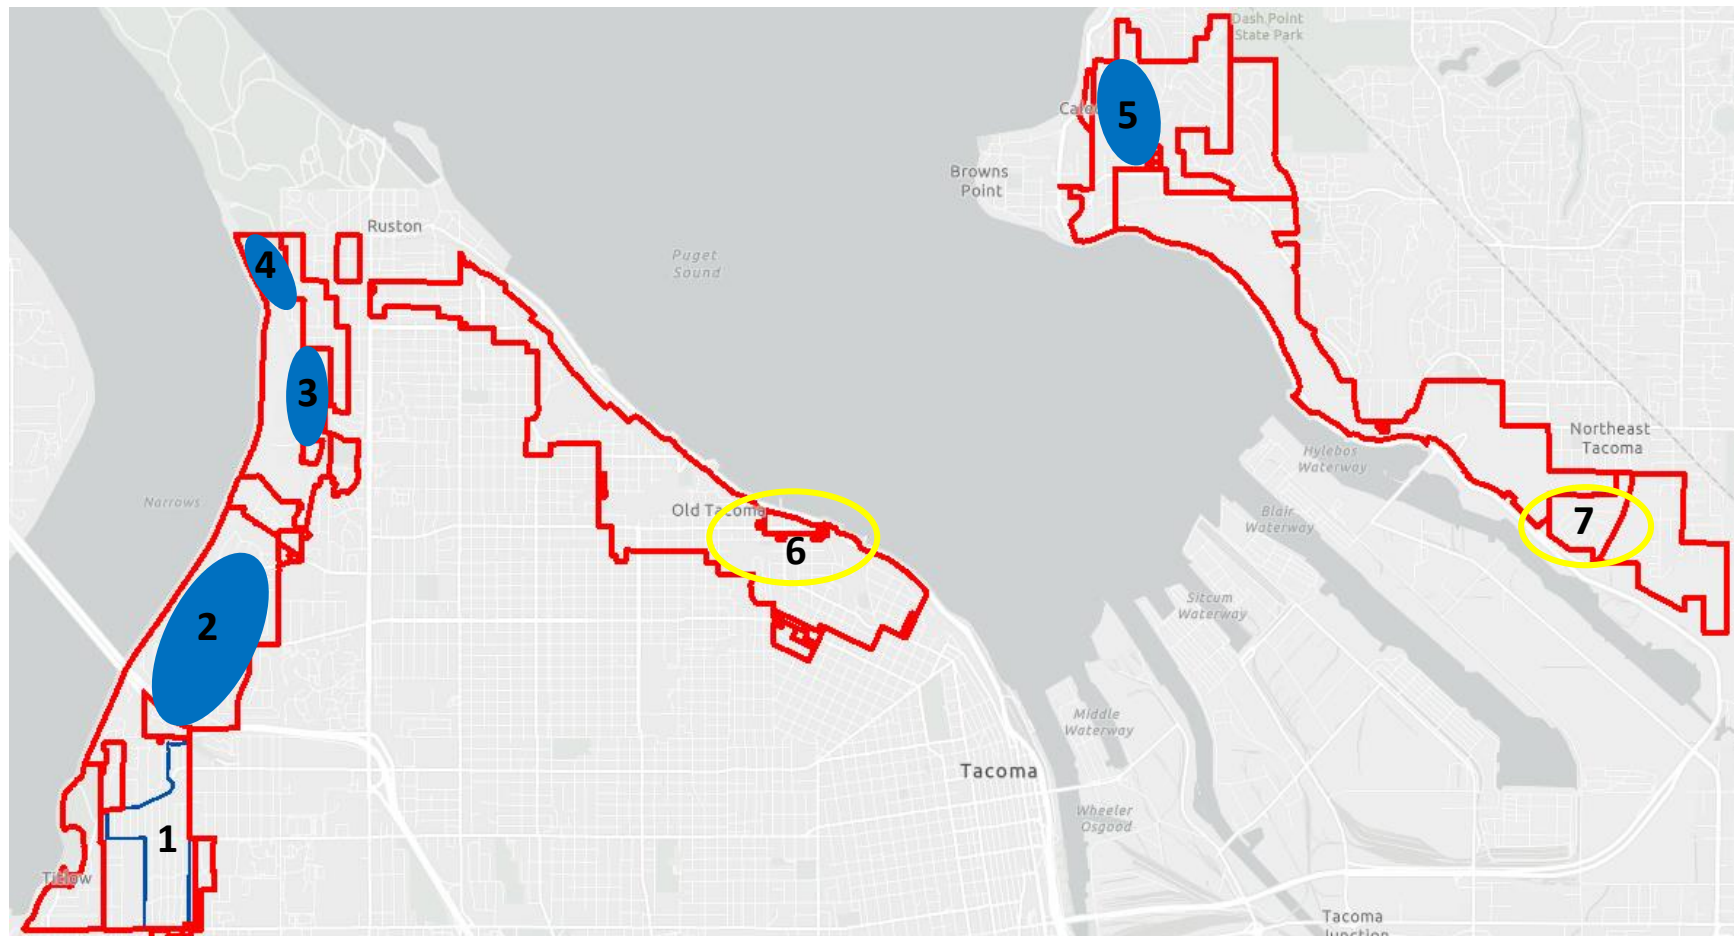 Dash Point
State Park
5
Browns
Point
Ruston
4
Puget
Sound
3
Northeast
Tacoma
Hylebos
Waterway
Narrows
Old Tacoma
6
Blair
Waterway
7
Sitcum
Waterway
2
Middle
Waterway
Tacoma
Wheeler
Osgood
1
Titlow
Tacoma
Junction